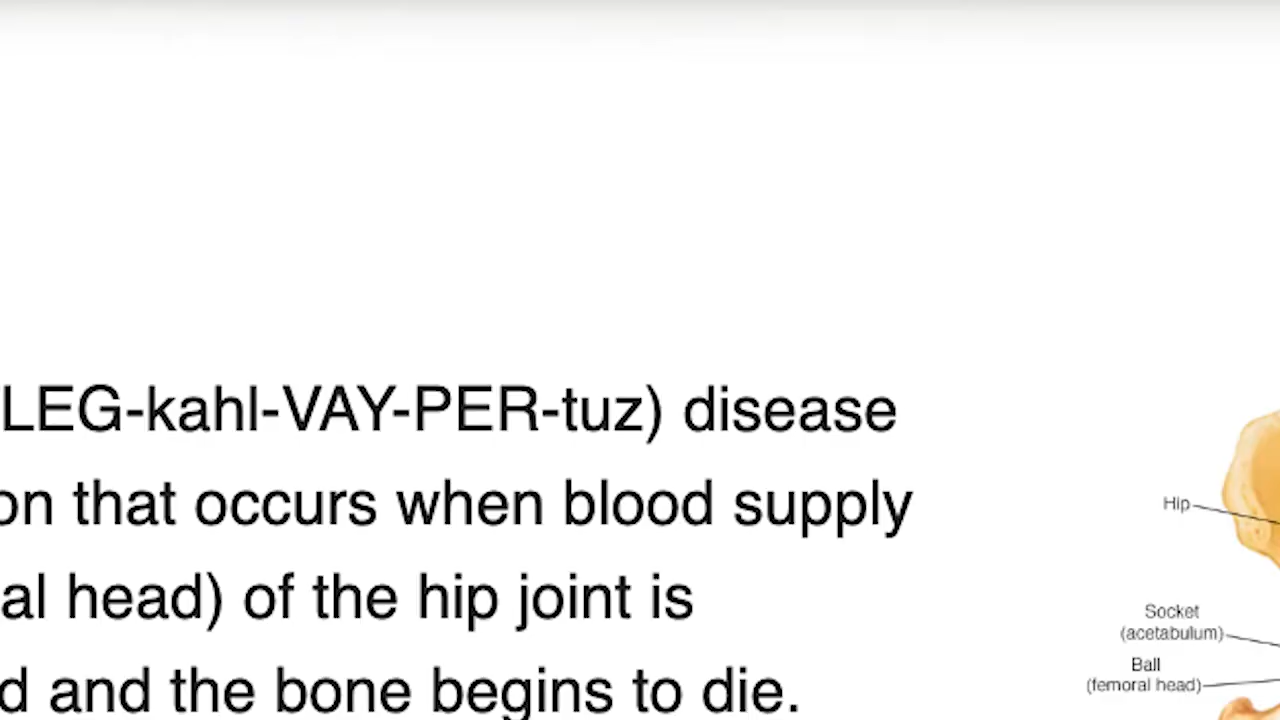 LEG-kahl-VAY-PER-tuz) disease
on that occurs when blood supply
al head) of the hip joint is
d and the bone begins to die.
Hip
Socket
(acetabulum)
Ball
(femoral head)